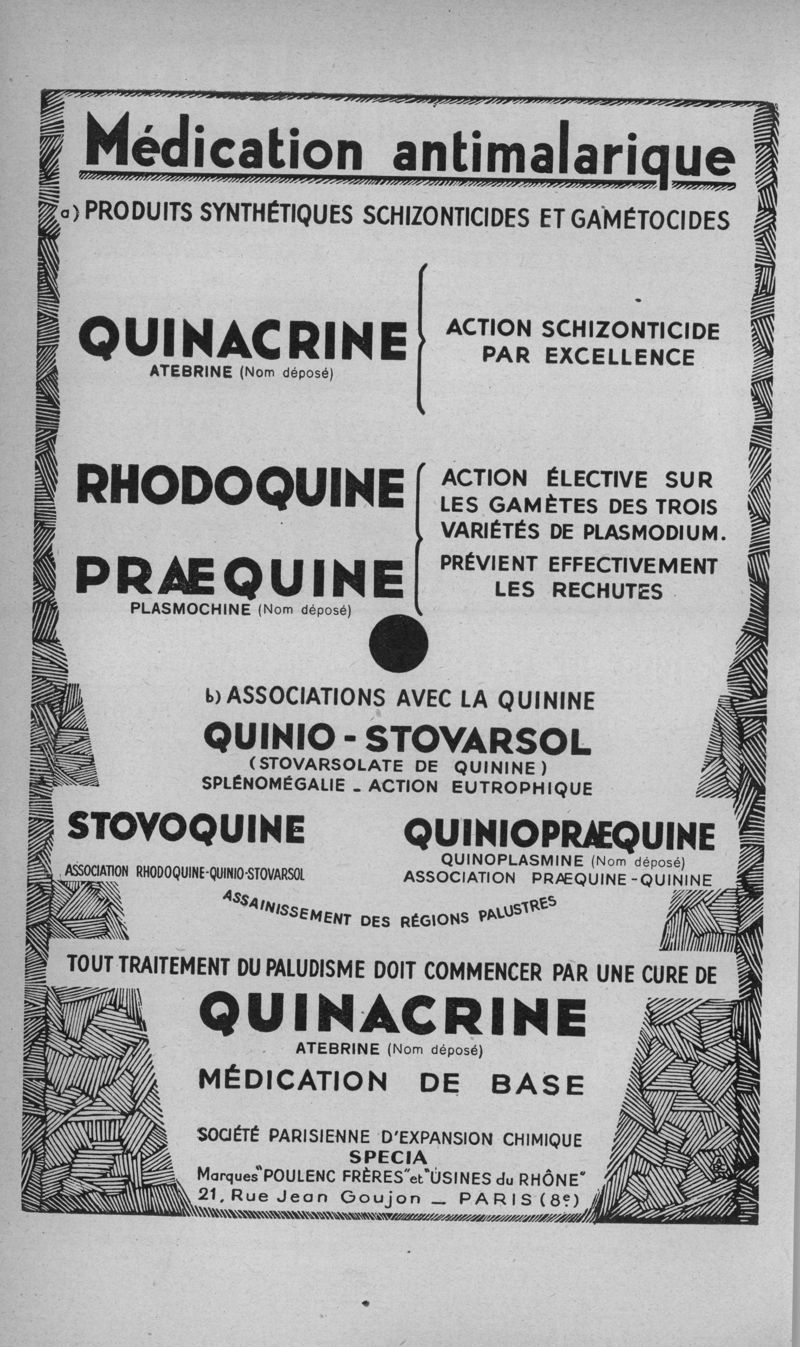 Médication antimalarique
a) PRODUITS SYNTHÉTIQUES SCHIZONTICIDES ET GAMÉTOCIDES
QUINACRINE
ATEBRINE (Nom déposé)
ACTION SCHIZONTICIDE
PAR EXCELLENCE
RHODOQUINE
PRÆQUINE
PLASMOCHINE (Nom déposé)
ACTION ÉLECTIVE SUR
LES GAMÈTES DES TROIS
VARIÉTÉS DE PLASMODIUM.
PRÉVIENT EFFECTIVEMENT
LES RECHUTES
b) ASSOCIATIONS AVEC LA QUININE
QUINIO-STOVARSOL
(STOVARSOLATE DE QUININE)
SPLÉNOMÉGALIE - ACTION EUTROPHIQUE
STOVOQUINE
ASSOCIATION RHODOQUINE-QUINIO-STOVARSOL
QUINIOPRÆQUINE
QUINOPLASMINE (Nom déposé)
ASSOCIATION PRÆQUINE-QUININE
ASSAINISSEMENT DES RÉGIONS PALUSTRES
TOUT TRAITEMENT DU PALUDISME DOIT COMMENCER PAR UNE CURE DE
QUINACRINE
ATEBRINE (Nom déposé)
MÉDICATION DE BASE
SOCIÉTÉ PARISIENNE D'EXPANSION CHIMIQUE
SPECIA
Marques "POULENC FRÈRES" et "USINES du RHÔNE"
21, Rue Jean Goujon _ PARIS (8e)